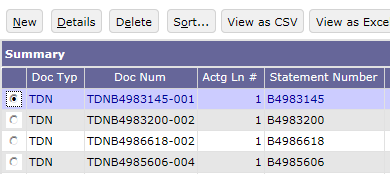 New Details Delete Sort... View as CSV View as Exce
Summary
Doc Typ Doc Num Actg Ln # Statement Number
TDN TDNB4983145-001 1 B4983145
TDN TDNB4983200-002 1 B4983200
TDN TDNB4986618-002 1 B4986618
TDN TDNB4985606-004 1 B4985606